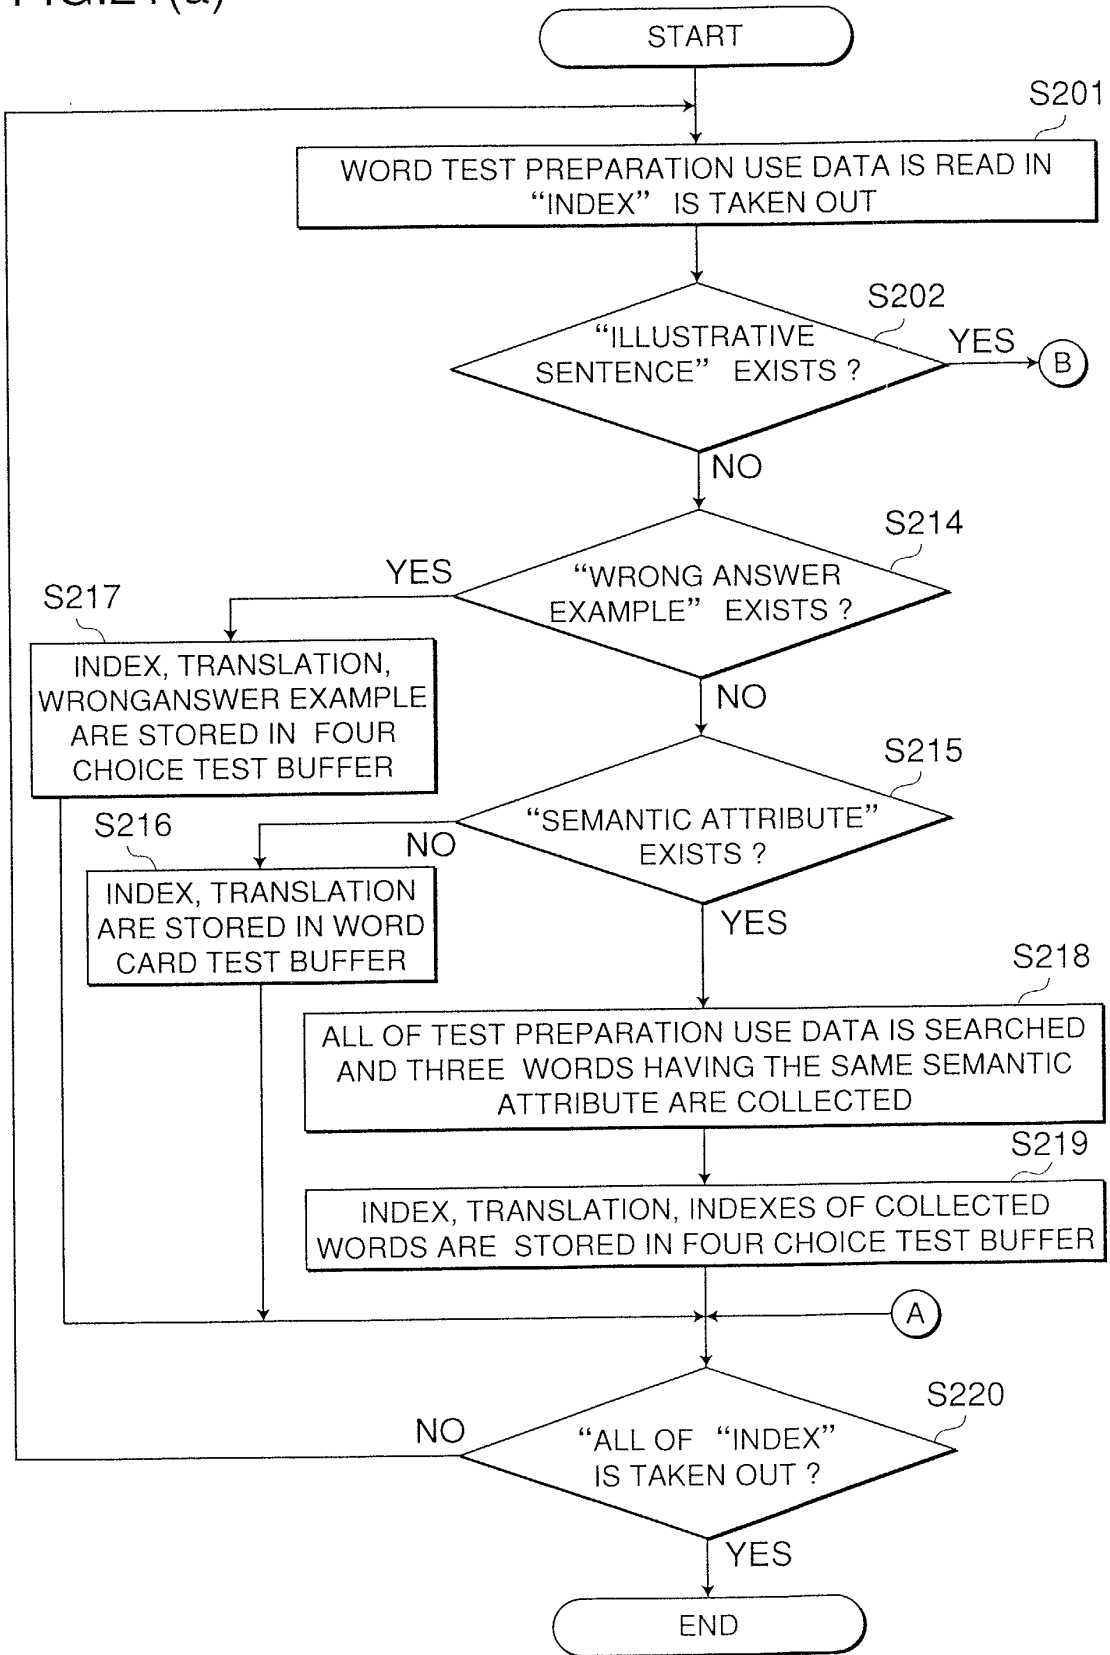 START
S201
WORD TEST PREPARATION USE DATA IS READ IN
“INDEX” IS TAKEN OUT
S202
“ILLUSTRATIVE
SENTENCE” EXISTS ?
YES
B
NO
S214
“WRONG ANSWER
EXAMPLE” EXISTS ?
YES
S217
INDEX, TRANSLATION,
WRONGANSWER EXAMPLE
ARE STORED IN FOUR
CHOICE TEST BUFFER
NO
S215
“SEMANTIC ATTRIBUTE”
EXISTS ?
NO
S216
INDEX, TRANSLATION
ARE STORED IN WORD
CARD TEST BUFFER
YES
S218
ALL OF TEST PREPARATION USE DATA IS SEARCHED
AND THREE WORDS HAVING THE SAME SEMANTIC
ATTRIBUTE ARE COLLECTED
S219
INDEX, TRANSLATION, INDEXES OF COLLECTED
WORDS ARE STORED IN FOUR CHOICE TEST BUFFER
A
S220
“ALL OF “INDEX”
IS TAKEN OUT ?
NO
YES
END